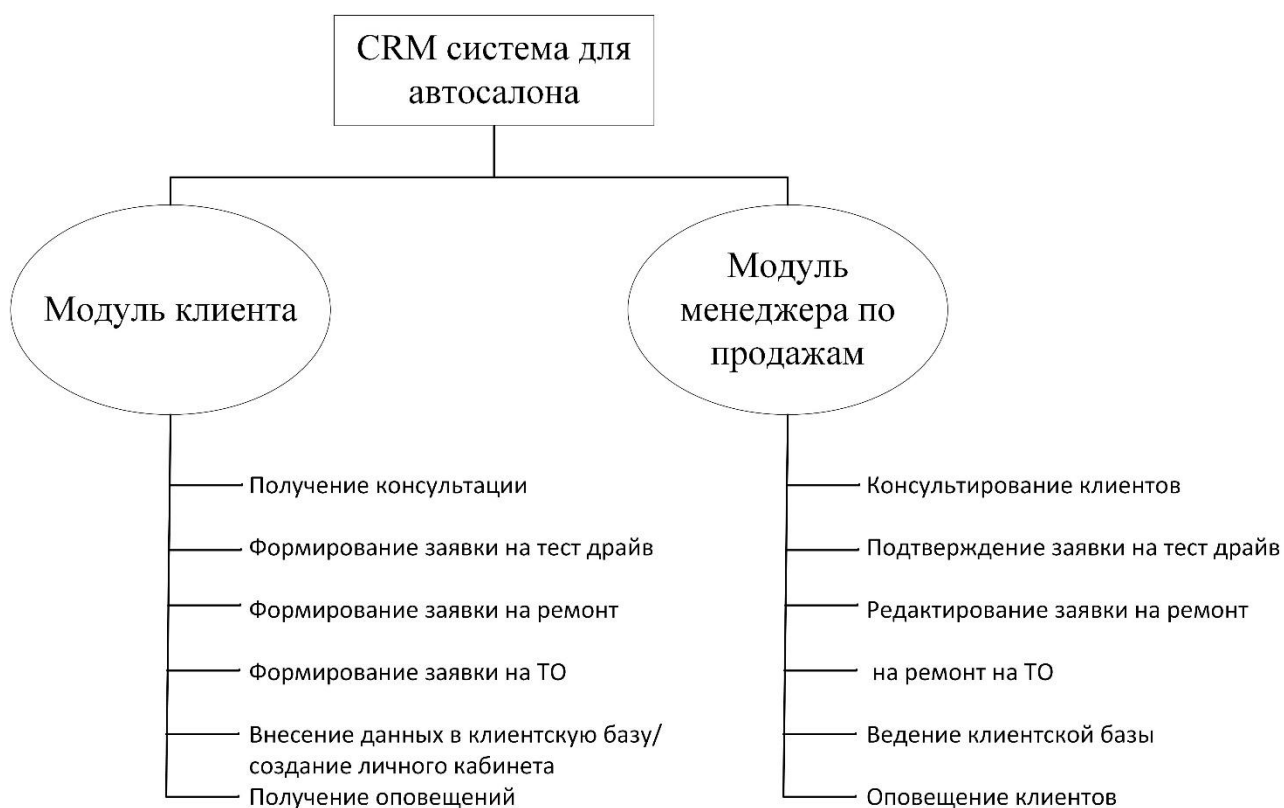 CRM система для
автосалона
Модуль клиента
Модуль
менеджера по
продажам
Получение консультации
Формирование заявки на тест драйв
Формирование заявки на ремонт
Формирование заявки на ТО
Внесение данных в клиентскую базу/
создание личного кабинета
Получение оповещений
Консультирование клиентов
Подтверждение заявки на тест драйв
Редактирование заявки на ремонт
на ремонт на ТО
Ведение клиентской базы
Оповещение клиентов